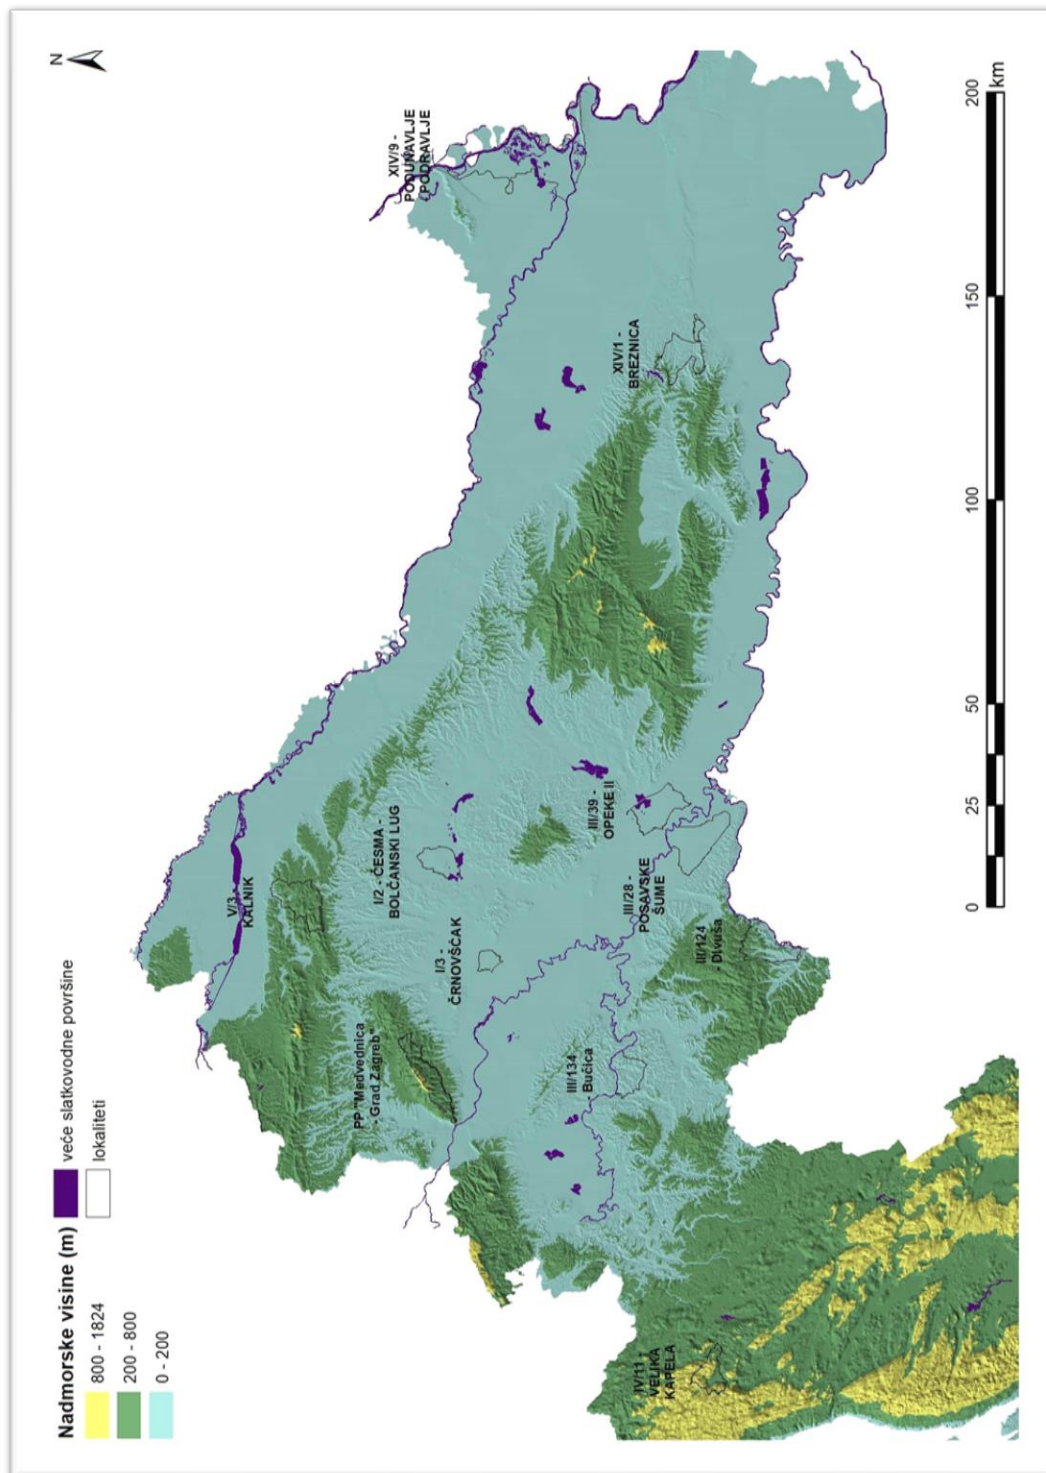 Nadmorske visine (m)
800 - 1824
200 - 800
0 - 200
veće slatkovodne površine
lokaliteti
N
V/3 -
KALNIK
XIV/9 -
PODUNAVLJE
PODRAVLJE
PP "Medvednica
- Grad Zagreb"
I/2 - ČESMA -
BOLČANSKI LUG
I/3 -
ČRNOVŠČAK
III/134
- Bučica
III/39 -
OPEKE II
XIV/1 -
BREZNICA
III/28 -
POSAVSKE
ŠUME
III/124
- Divuša
IV/11 -
VELIKA
KAPELA
0
25
50
100
150
200
km